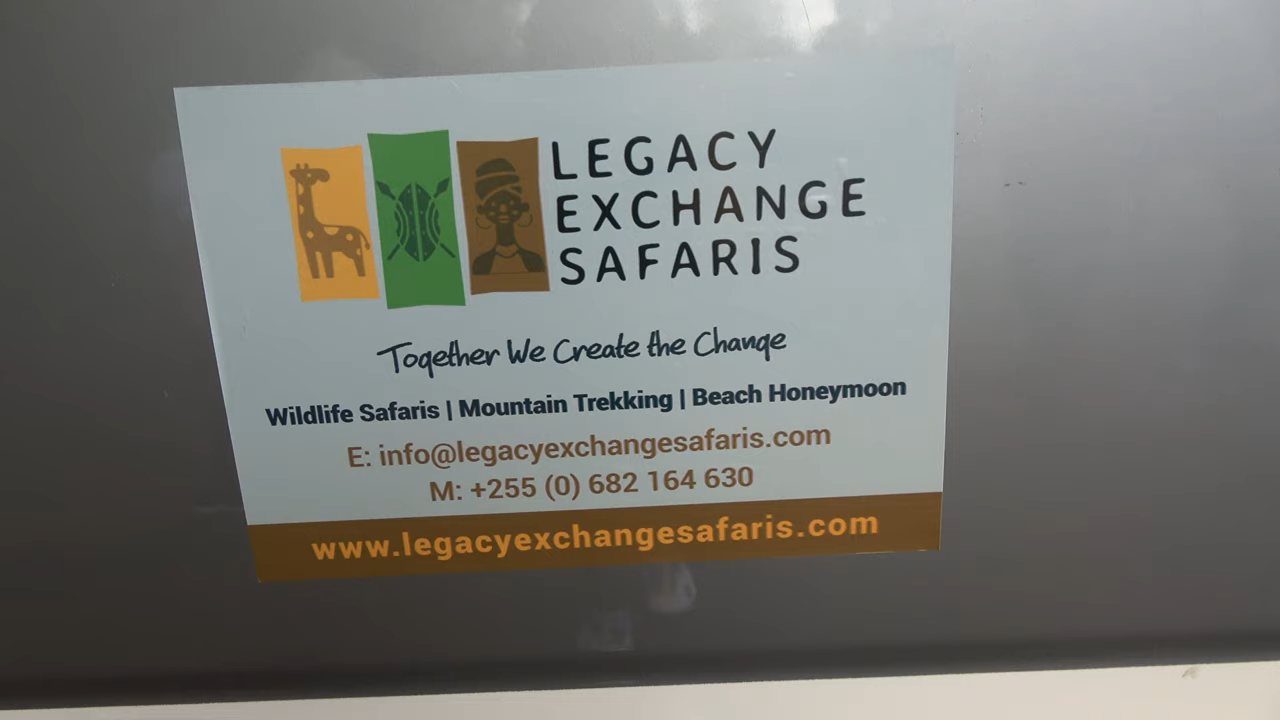 LEGACY
EXCHANGE
SAFARIS
Together We Create the Change
Wildlife Safaris | Mountain Trekking | Beach Honeymoon
E: info@legacyexchangesafaris.com
M: +255 (0) 682 164 630
www.legacyexchangesafaris.com